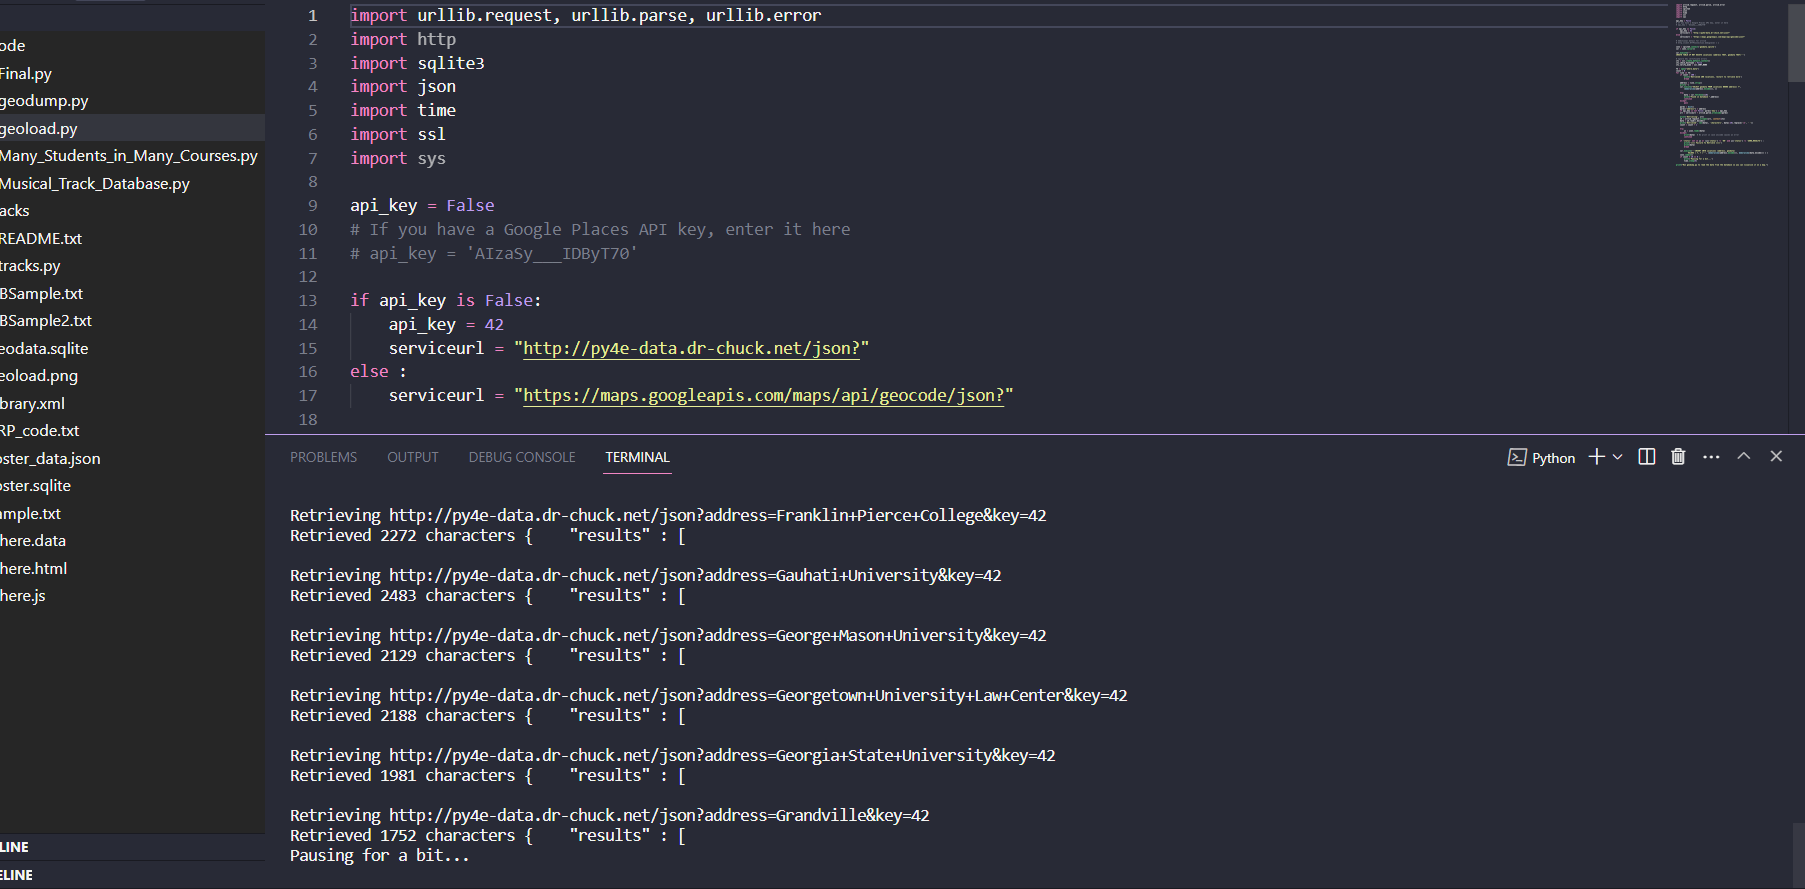 ode
Final.py
geodump.py
geoload.py
Many_Students_in_Many_Courses.py
Musical_Track_Database.py
acks
README.txt
tracks.py
BSample.txt
BSample2.txt
eodata.sqlite
eoload.png
brary.xml
RP_code.txt
oster_data.json
oster.sqlite
ample.txt
here.data
here.html
here.js
LINE
ELINE
1 import urllib.request, urllib.parse, urllib.error
2 import http
3 import sqlite3
4 import json
5 import time
6 import ssl
7 import sys
8
9 api_key = False
10 # If you have a Google Places API key, enter it here
11 # api_key = 'AIzaSy___IDByT70'
12
13 if api_key is False:
14 api_key = 42
15 serviceurl = "http://py4e-data.dr-chuck.net/json?"
16 else :
17 serviceurl = "https://maps.googleapis.com/maps/api/geocode/json?"
18
PROBLEMS OUTPUT DEBUG CONSOLE TERMINAL Python
Retrieving http://py4e-data.dr-chuck.net/json?address=Franklin+Pierce+College&key=42
Retrieved 2272 characters { "results" : [
Retrieving http://py4e-data.dr-chuck.net/json?address=Gauhati+University&key=42
Retrieved 2483 characters { "results" : [
Retrieving http://py4e-data.dr-chuck.net/json?address=George+Mason+University&key=42
Retrieved 2129 characters { "results" : [
Retrieving http://py4e-data.dr-chuck.net/json?address=Georgetown+University+Law+Center&key=42
Retrieved 2188 characters { "results" : [
Retrieving http://py4e-data.dr-chuck.net/json?address=Georgia+State+University&key=42
Retrieved 1981 characters { "results" : [
Retrieving http://py4e-data.dr-chuck.net/json?address=Grandville&key=42
Retrieved 1752 characters { "results" : [
Pausing for a bit...